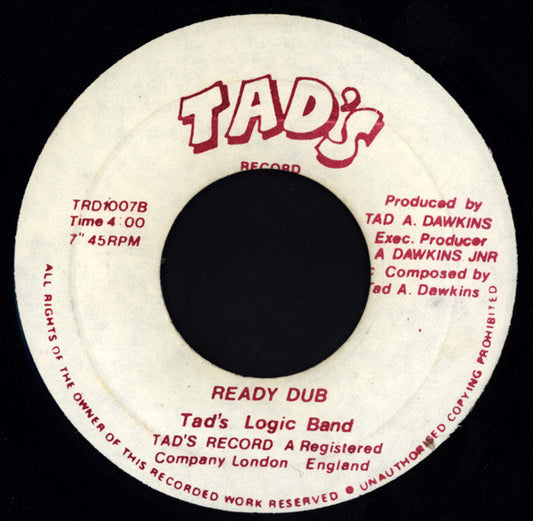 TAD'S
RECORD
TRD1007B
Time 4:00
7" 45RPM
Produced by
TAD A. DAWKINS
Exec. Producer
A DAWKINS JNR
Composed by
Tad A. Dawkins
READY DUB
Tad's Logic Band
TAD'S RECORD A Registered
Company London England
ALL RIGHTS OF THE OWNER OF THIS RECORDED WORK RESERVED ● UNAUTHORISED COPYING PROHIBITED